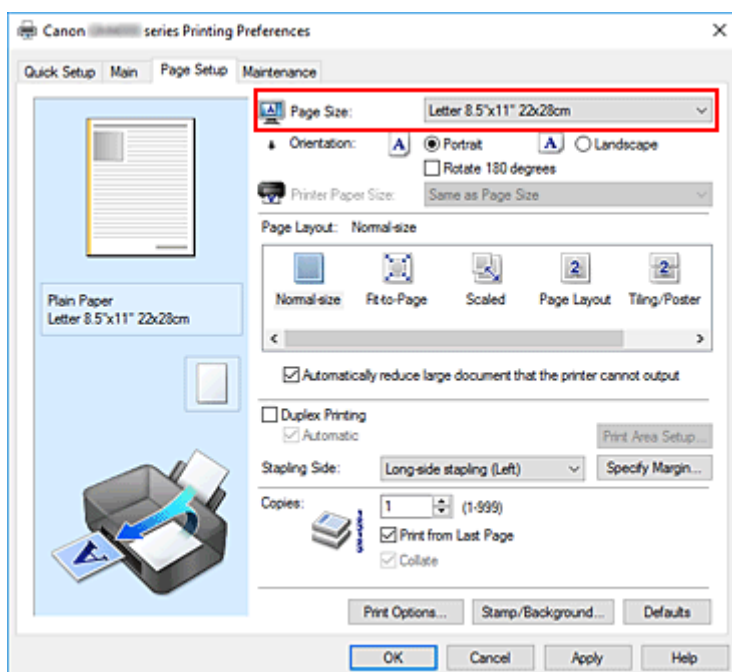 Canon series Printing Preferences
Quick Setup Main Page Setup Maintenance
Page Size: Letter 8.5"x11" 22x28cm
Orientation: A Portrait A Landscape
Rotate 180 degrees
Printer Paper Size: Same as Page Size
Page Layout: Normal-size
2 2
Normal-size Fit-to-Page Scaled Page Layout Tiling/Poster
Plain Paper
Letter 8.5"x11" 22x28cm
Automatically reduce large document that the printer cannot output
Duplex Printing
Automatic
Print Area Setup...
Stapling Side: Long-side stapling (Left) Specify Margin...
Copies: 1 (1-999)
Print from Last Page
Collate
A
Print Options... Stamp/Background... Defaults
OK Cancel Apply Help